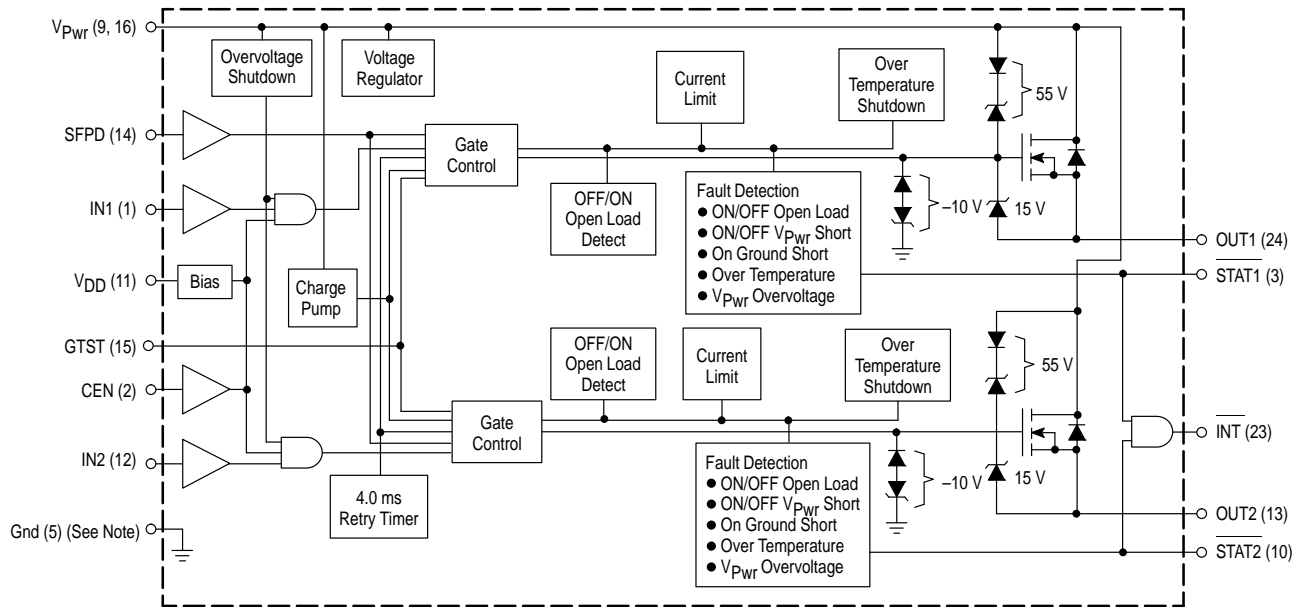 VPwr (9, 16)
Overvoltage
Shutdown
Voltage
Regulator
Current
Limit
Over
Temperature
Shutdown
55 V
SFPD (14)
Gate
Control
IN1 (1)
OFF/ON
Open Load
Detect
Fault Detection
● ON/OFF Open Load
● ON/OFF VPwr Short
● On Ground Short
● Over Temperature
● VPwr Overvoltage
–10 V
15 V
OUT1 (24)
STAT1 (3)
VDD (11)
Bias
Charge
Pump
GTST (15)
OFF/ON
Open Load
Detect
Current
Limit
Over
Temperature
Shutdown
55 V
CEN (2)
Gate
Control
INT (23)
IN2 (12)
4.0 ms
Retry Timer
Fault Detection
● ON/OFF Open Load
● ON/OFF VPwr Short
● On Ground Short
● Over Temperature
● VPwr Overvoltage
–10 V
15 V
OUT2 (13)
STAT2 (10)
Gnd (5) (See Note)